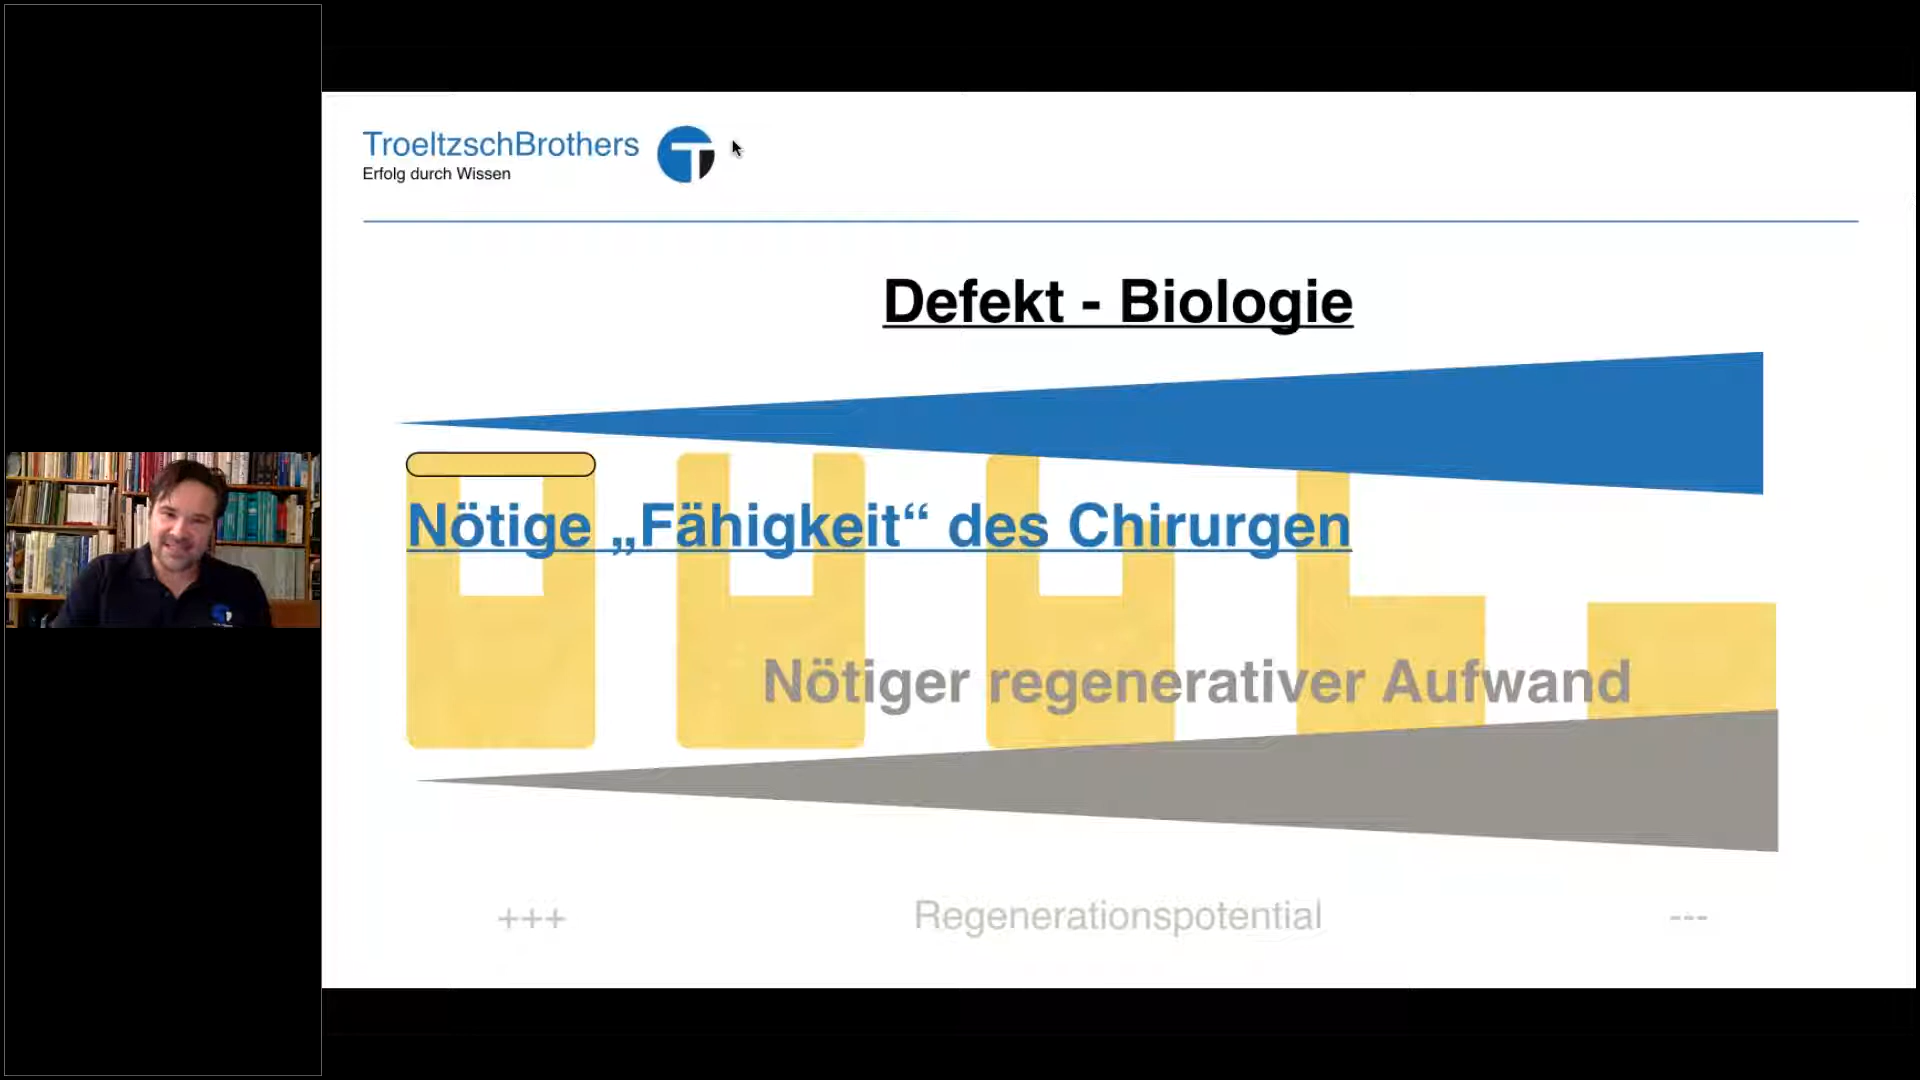 TroeltzschBrothers
Erfolg durch Wissen
Defekt - Biologie
Nötige „Fähigkeit“ des Chirurgen
Nötiger regenerativer Aufwand
+++ Regenerationspotential ---